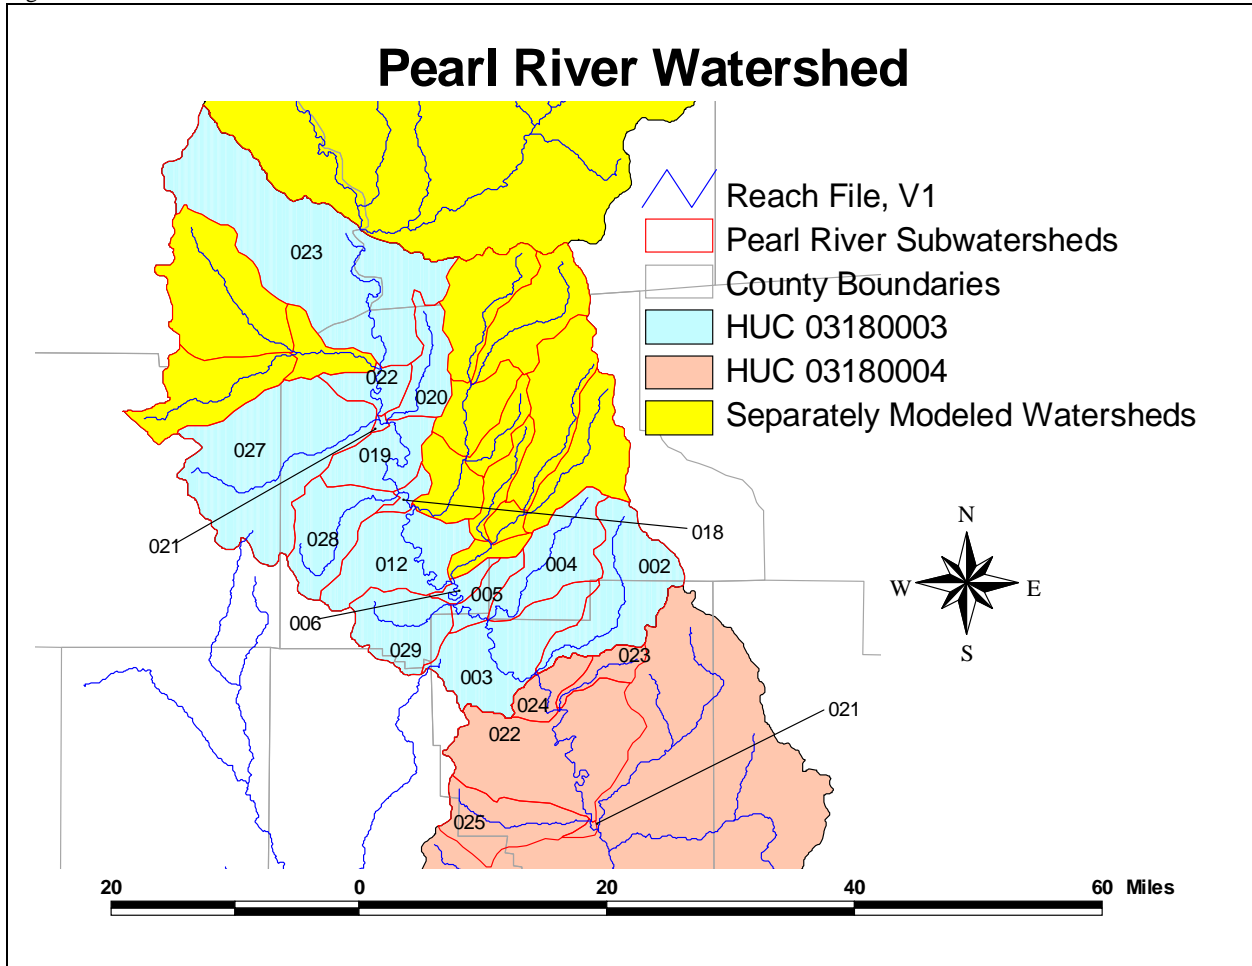 Pearl River Watershed
Reach File, V1
Pearl River Subwatersheds
County Boundaries
HUC 03180003
HUC 03180004
Separately Modeled Watersheds
023
022
020
027
019
021
018
028
012
004
002
005
006
029
003
023
024
021
022
025
N
W E
S
20 0 20 40 60 Miles